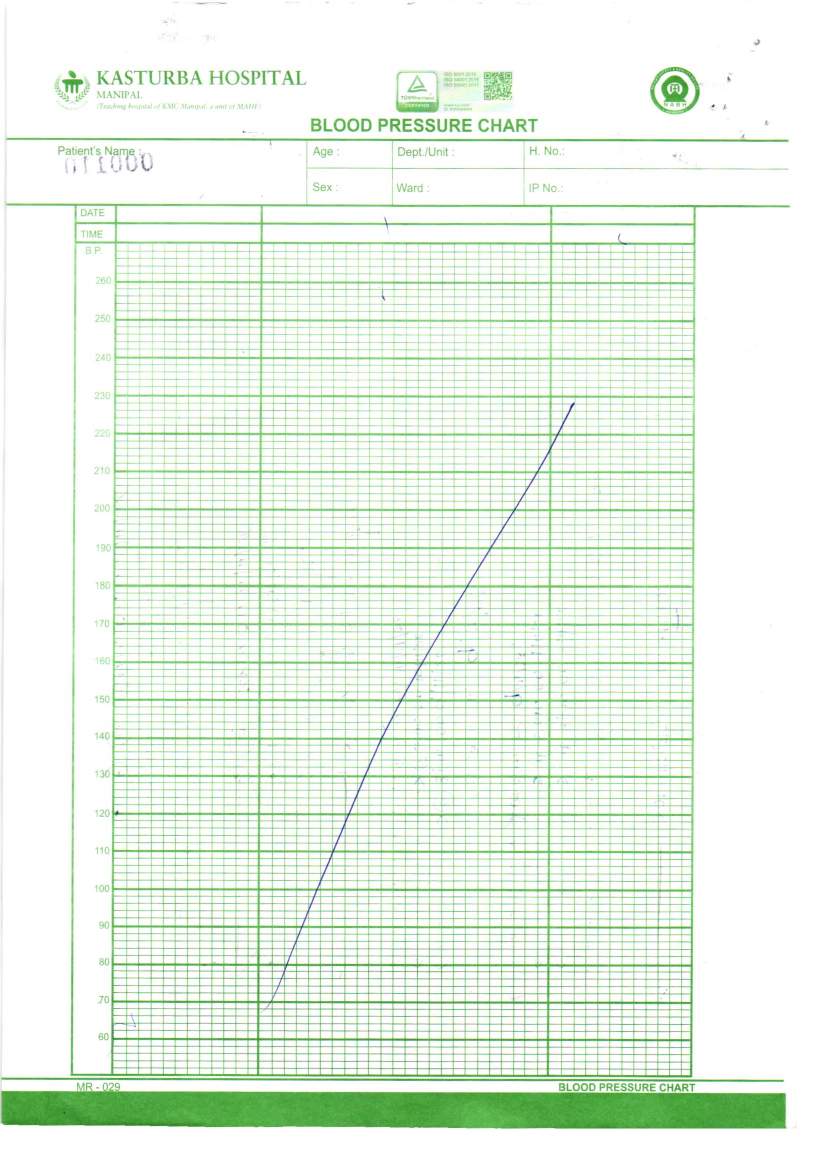 KASTURBA HOSPITAL
MANIPAL
(Teaching hospital of KMC Manipal, a unit of MAHE)
BLOOD PRESSURE CHART
Patient's Name :
011000
Age :
Dept./Unit :
H. No.:
Sex :
Ward :
IP No.:
DATE
TIME
B.P.
260
250
240
230
220
210
200
190
180
170
160
150
140
130
120
110
100
90
80
70
60
MR - 029
BLOOD PRESSURE CHART